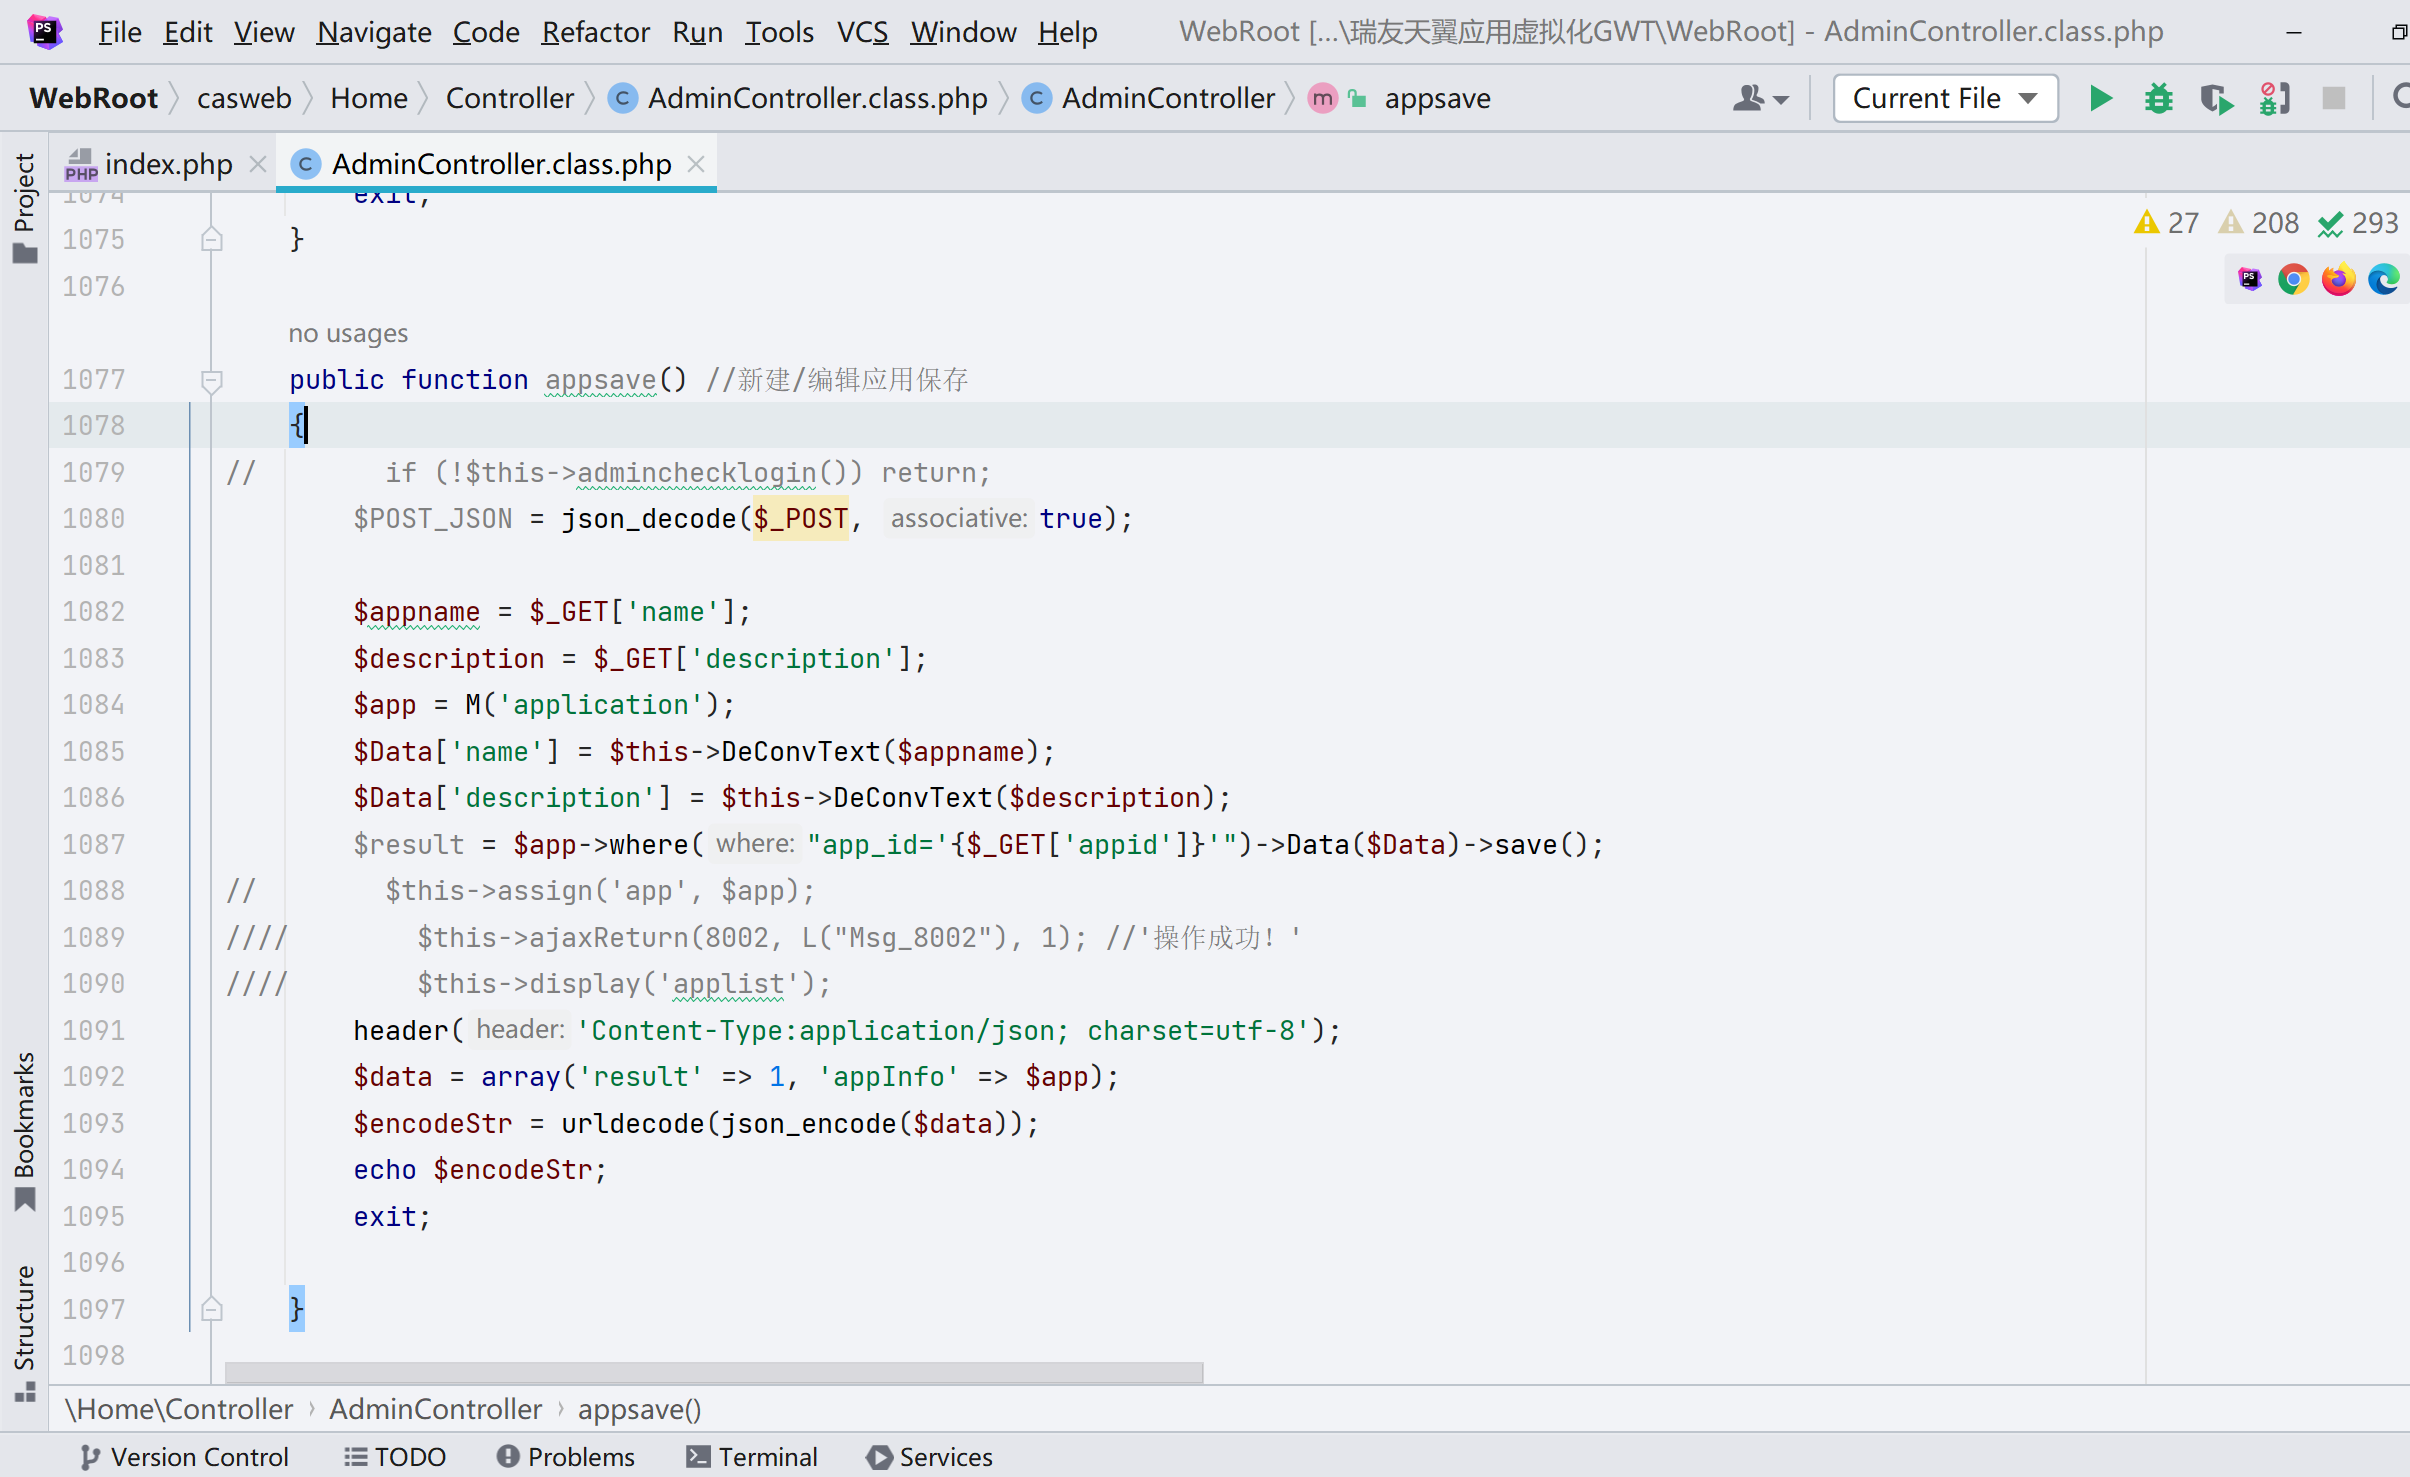 File Edit View Navigate Code Refactor Run Tools VCS Window Help WebRoot [...\瑞友天翼应用虚拟化GWT\WebRoot] - AdminController.class.php
WebRoot casweb Home Controller AdminController.class.php AdminController appsave Current File
index.php AdminController.class.php
Project
27 208 293
1074 exit;
1075 }
1076
no usages
1077 public function appsave() //新建/编辑应用保存
1078 {
1079 // if (!$this->adminchecklogin()) return;
1080 $POST_JSON = json_decode($_POST, associative: true);
1081
1082 $appname = $_GET['name'];
1083 $description = $_GET['description'];
1084 $app = M('application');
1085 $Data['name'] = $this->DeConvText($appname);
1086 $Data['description'] = $this->DeConvText($description);
1087 $result = $app->where( where: "app_id='{$_GET['appid']}'")->Data($Data)->save();
1088 // $this->assign('app', $app);
1089 //// $this->ajaxReturn(8002, L("Msg_8002"), 1); //'操作成功！'
1090 //// $this->display('applist');
1091 header( header: 'Content-Type:application/json; charset=utf-8');
1092 $data = array('result' => 1, 'appInfo' => $app);
1093 $encodeStr = urldecode(json_encode($data));
1094 echo $encodeStr;
1095 exit;
1096
1097 }
1098
Bookmarks
Structure
\Home\Controller › AdminController › appsave()
Version Control TODO Problems Terminal Services